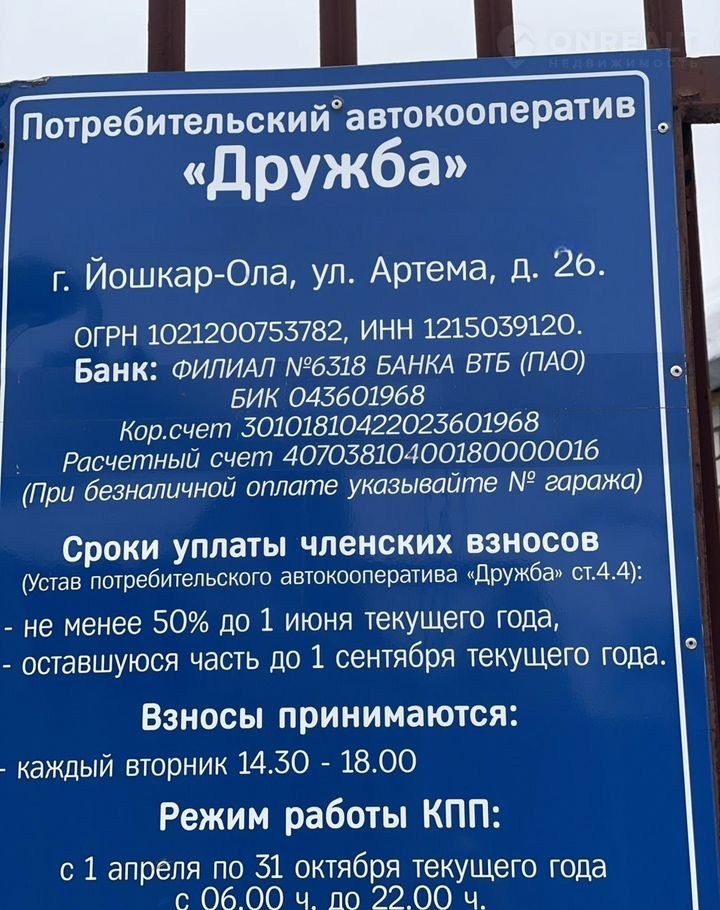 ONREALT
НЕДВИЖИМОСТЬ
Потребительский автокооператив
«Дружба»
г. Йошкар-Ола, ул. Артема, д. 2б.
ОГРН 1021200753782, ИНН 1215039120.
Банк: ФИЛИАЛ №6318 БАНКА ВТБ (ПАО)
БИК 043601968
Кор.счет 30101810422023601968
Расчетный счет 40703810400180000016
(При безналичной оплате указывайте № гаража)
Сроки уплаты членских взносов
(Устав потребительского автокооператива «Дружба» ст.4.4):
- не менее 50% до 1 июня текущего года,
- оставшуюся часть до 1 сентября текущего года.
Взносы принимаются:
- каждый вторник 14.30 - 18.00
Режим работы КПП:
с 1 апреля по 31 октября текущего года
с 06.00 ч. до 22.00 ч.